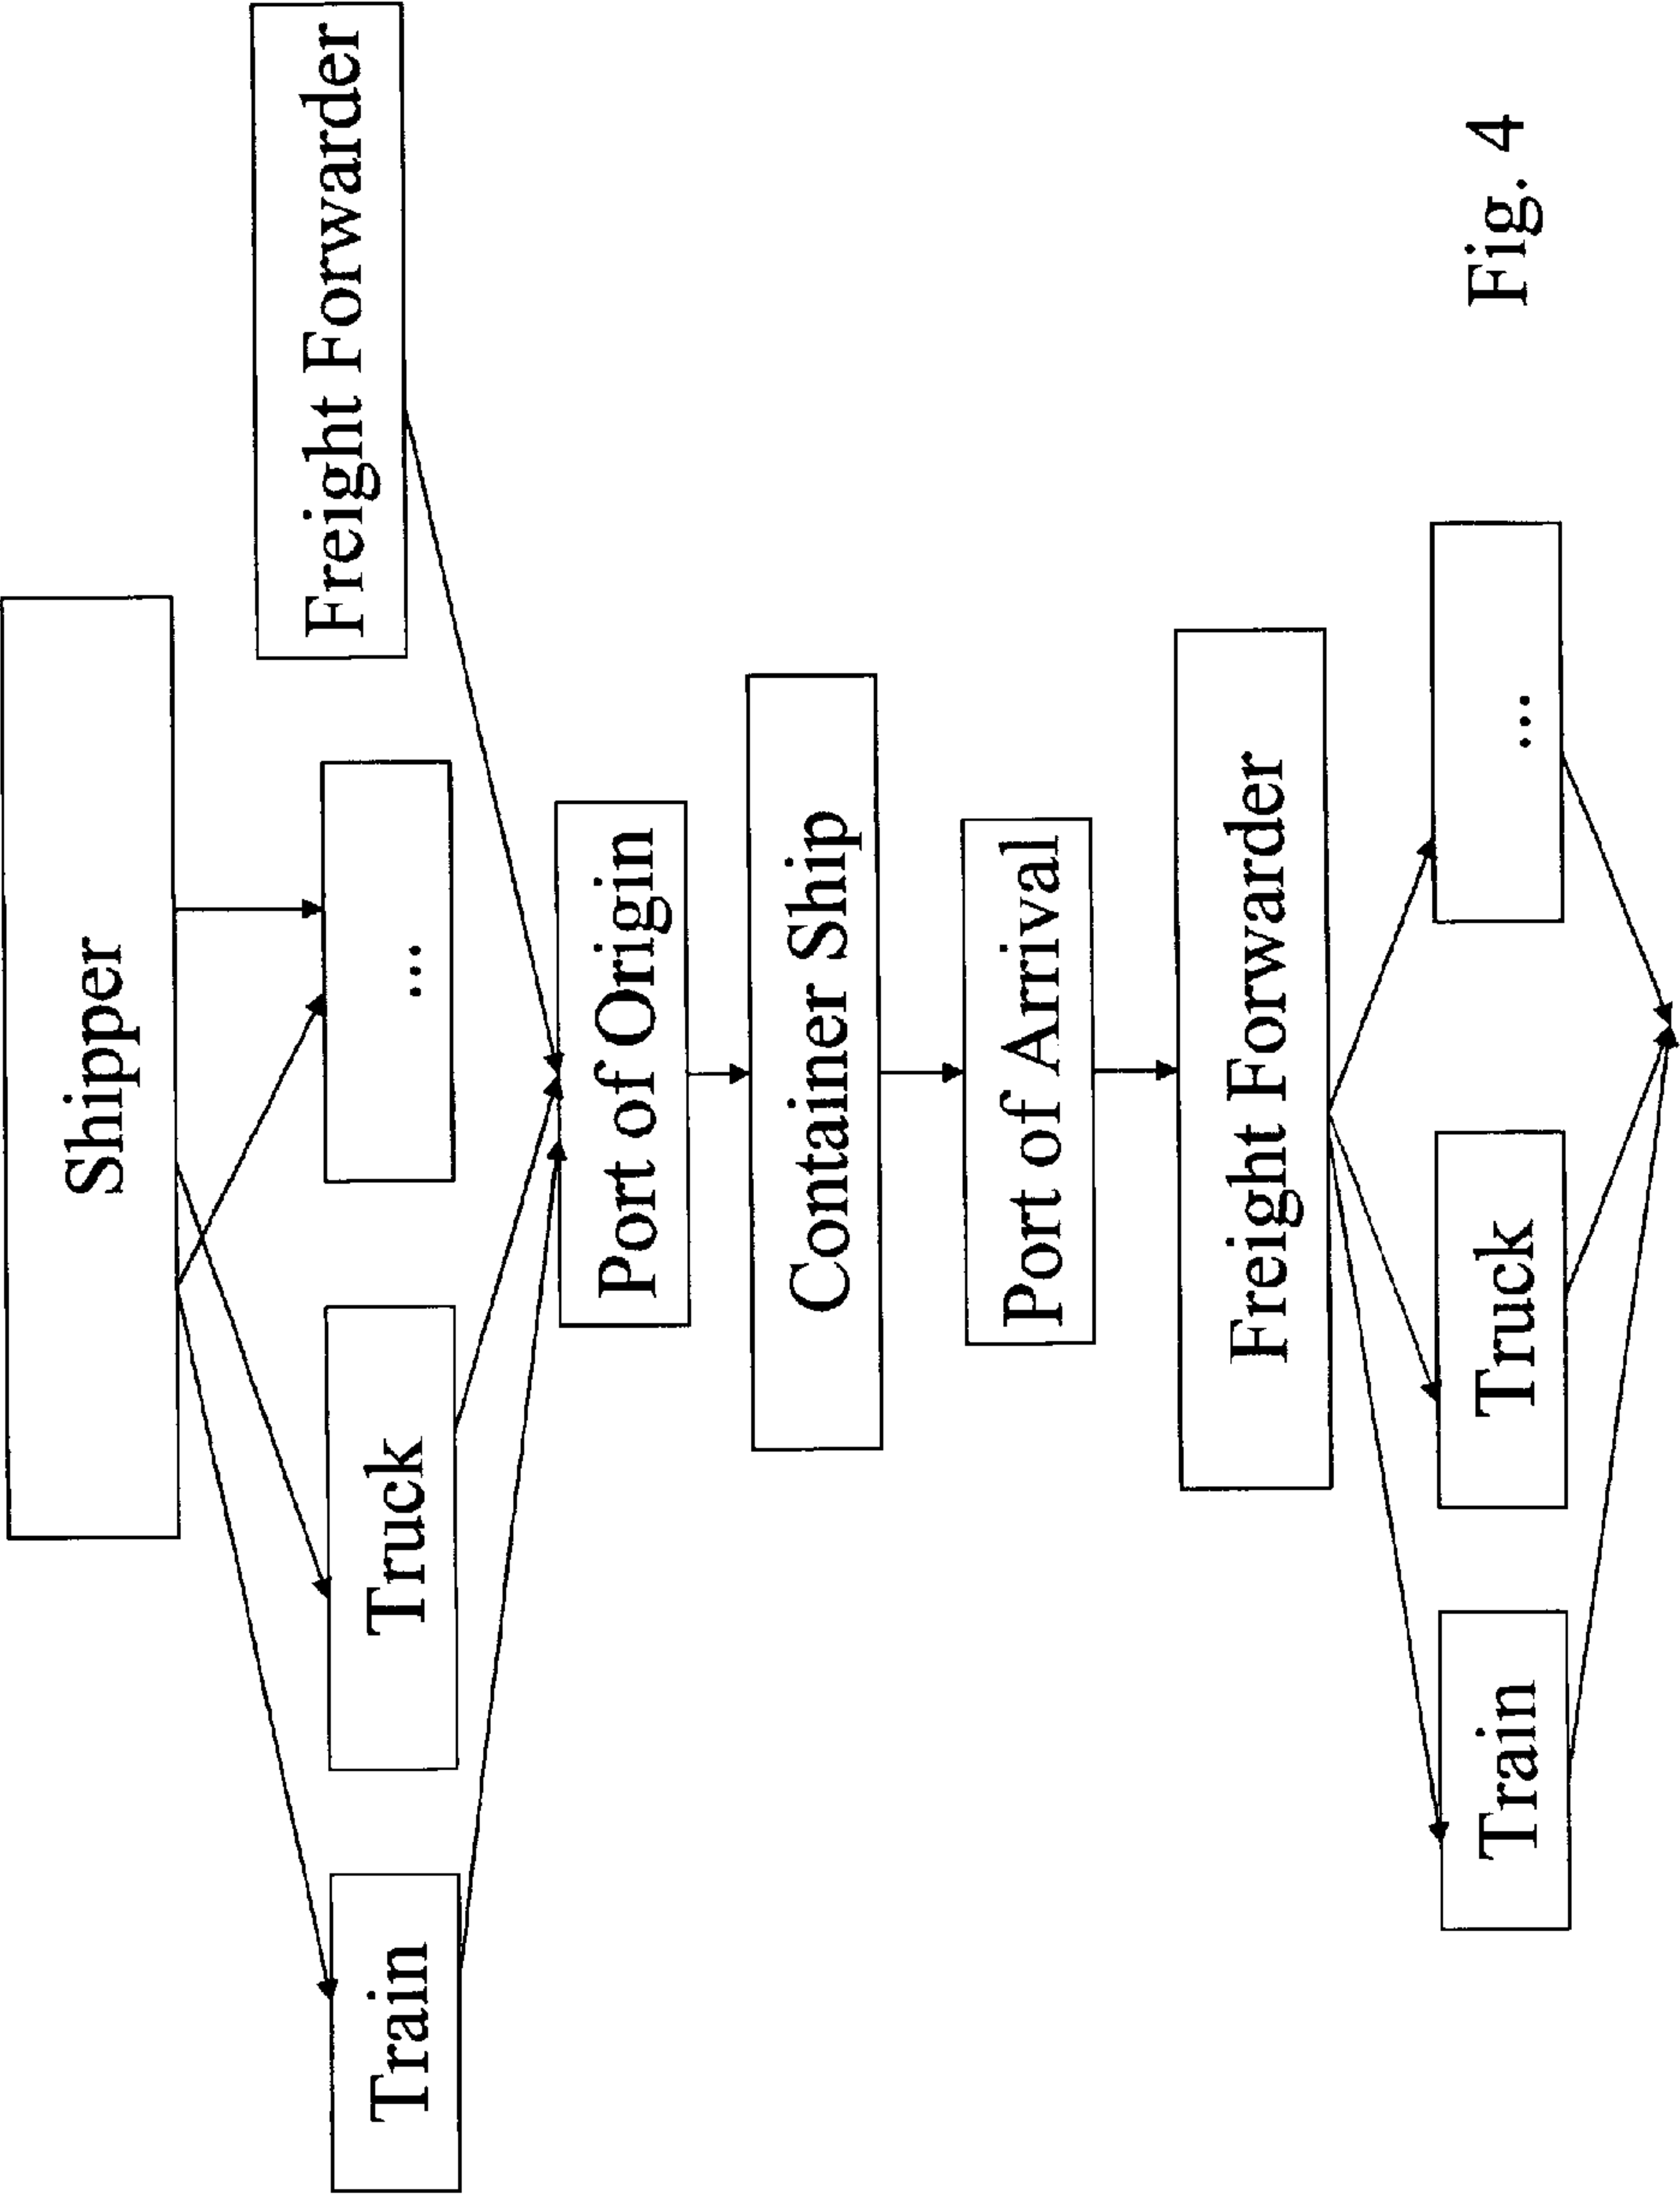 Shipper
Train
Truck
...
Freight Forwarder
Port of Origin
Container Ship
Port of Arrival
Freight Forwarder
Train
Truck
...
Fig. 4